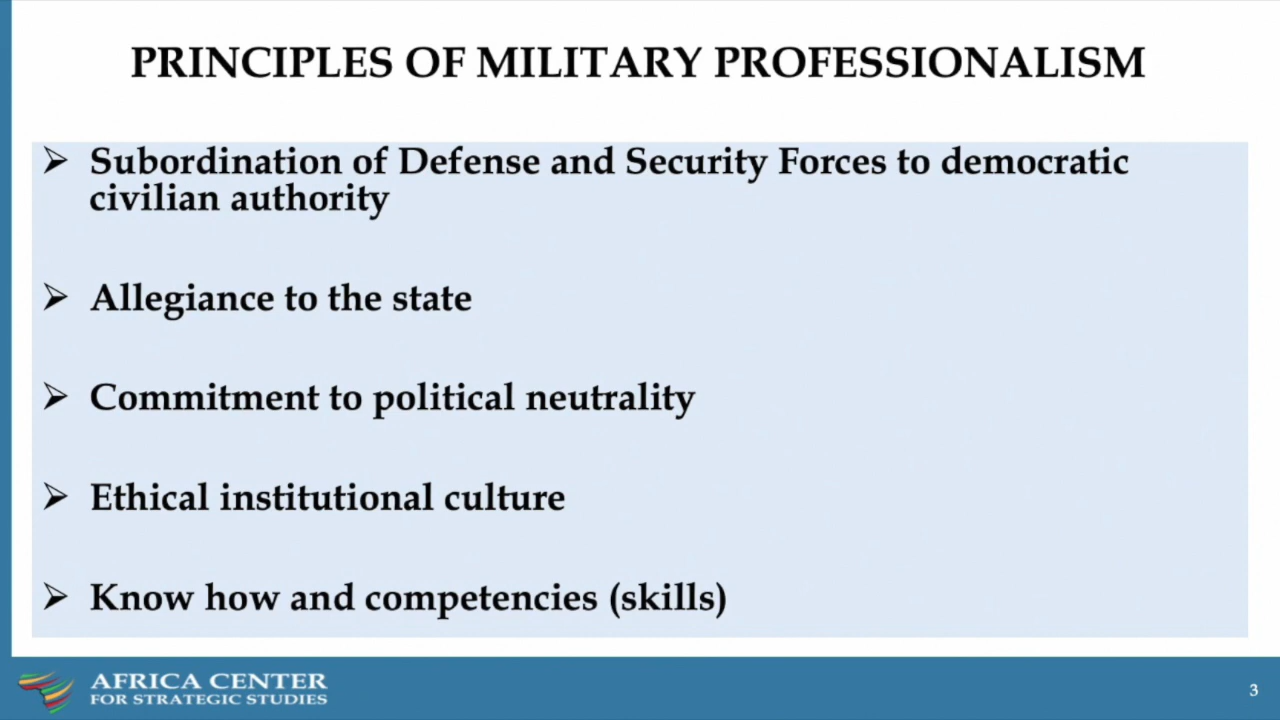 PRINCIPLES OF MILITARY PROFESSIONALISM
➢ Subordination of Defense and Security Forces to democratic
civilian authority
➢ Allegiance to the state
➢ Commitment to political neutrality
➢ Ethical institutional culture
➢ Know how and competencies (skills)
AFRICA CENTER
FOR STRATEGIC STUDIES
3